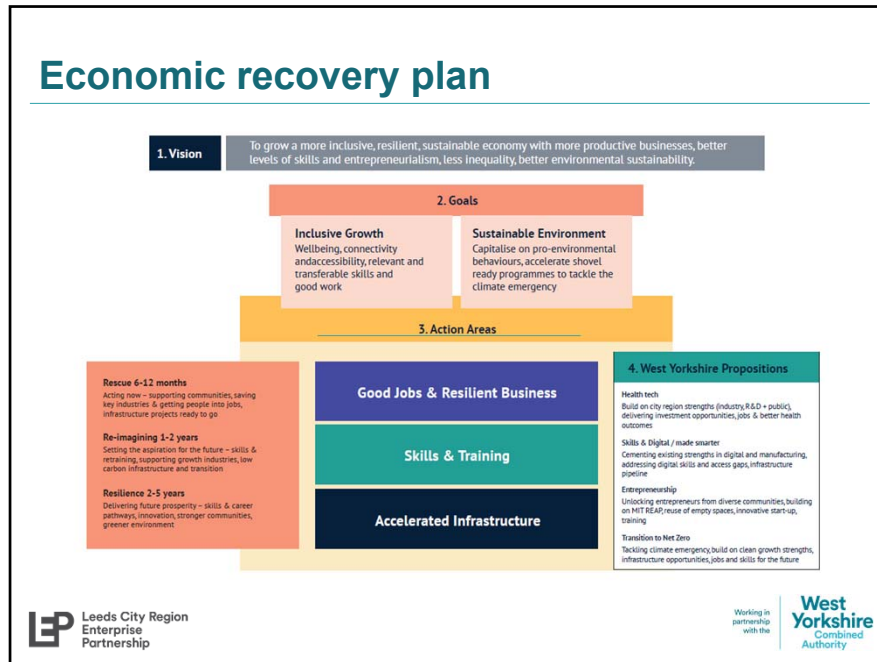 Economic recovery plan
1. Vision
To grow a more inclusive, resilient, sustainable economy with more productive businesses, better
levels of skills and entrepreneurialism, less inequality, better environmental sustainability.
2. Goals
Inclusive Growth
Wellbeing, connectivity
andaccessibility, relevant and
transferable skills and
good work
Sustainable Environment
Capitalise on pro-environmental
behaviours, accelerate shovel
ready programmes to tackle the
climate emergency
3. Action Areas
Rescue 6-12 months
Acting now – supporting communities, saving
key industries & getting people into jobs,
infrastructure projects ready to go
Re-imagining 1-2 years
Setting the aspiration for the future – skills &
retraining, supporting growth industries, low
carbon infrastructure and transition
Resilience 2-5 years
Delivering future prosperity – skills & career
pathways, innovation, stronger communities,
greener environment
Good Jobs & Resilient Business
Skills & Training
Accelerated Infrastructure
4. West Yorkshire Propositions
Health tech
Build on city region strengths (industry, R&D + public),
delivering investment opportunities, jobs & better health
outcomes
Skills & Digital / made smarter
Cementing existing strengths in digital and manufacturing,
addressing digital skills and access gaps, infrastructure
pipeline
Entrepreneurship
Unlocking entrepreneurs from diverse communities, building
on MIT REAP, reuse of empty spaces, innovative start-up,
training
Transition to Net Zero
Tackling climate emergency, build on clean growth strengths,
infrastructure opportunities, jobs and skills for the future
LEP
Leeds City Region
Enterprise
Partnership
Working in
partnership
with the
West
Yorkshire
Combined
Authority